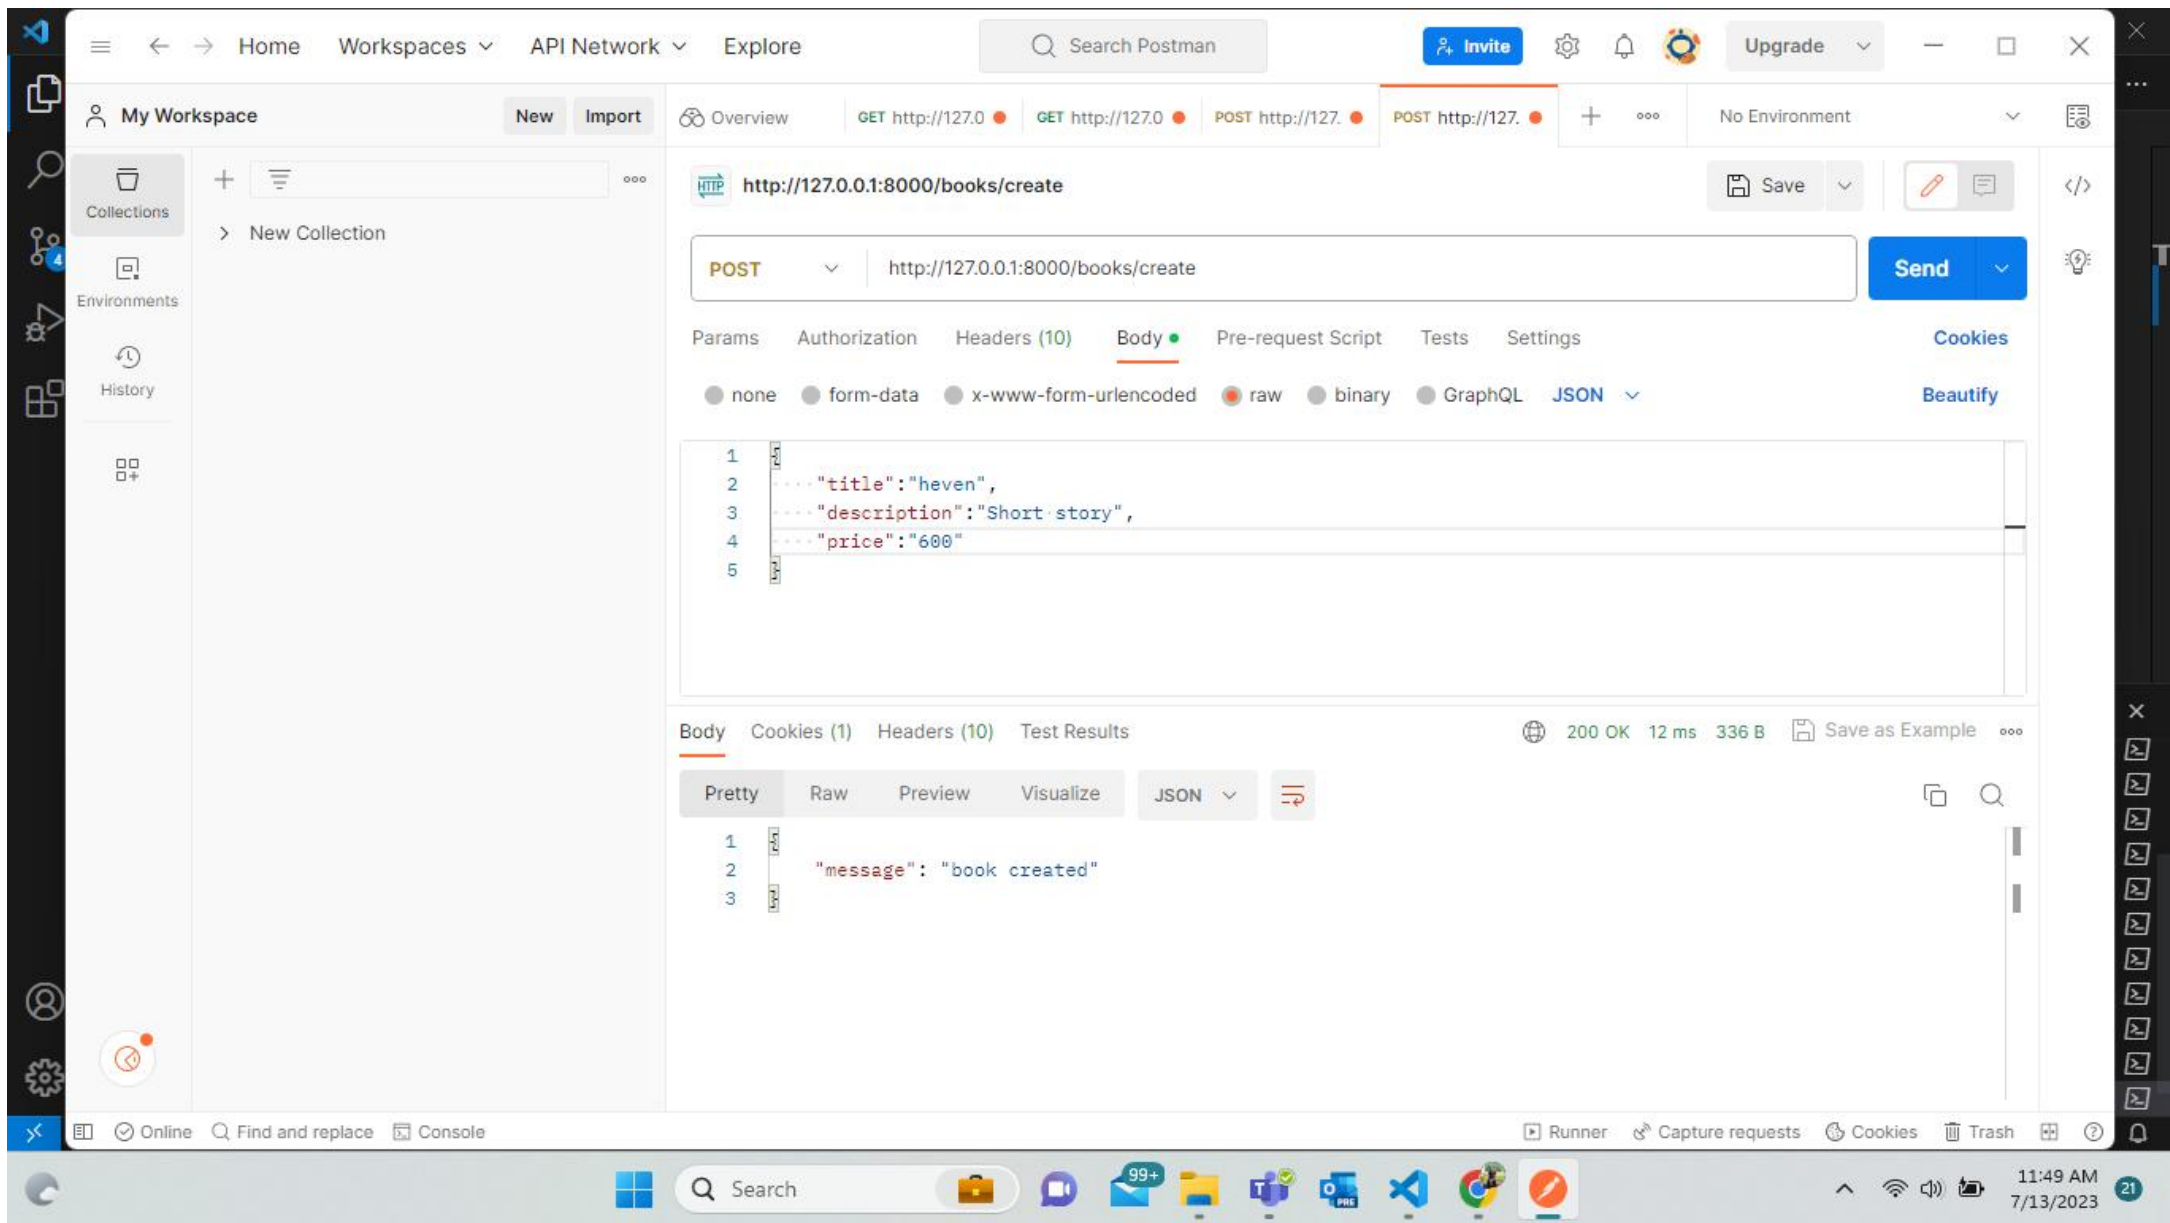 Home Workspaces API Network Explore Search Postman Invite Upgrade
My Workspace New Import Overview GET http://127.0 GET http://127.0 POST http://127. POST http://127. No Environment
HTTP http://127.0.0.1:8000/books/create Save
Collections
New Collection
POST http://127.0.0.1:8000/books/create Send
4
Environments
Params Authorization Headers (10) Body Pre-request Script Tests Settings Cookies
History
none form-data x-www-form-urlencoded raw binary GraphQL JSON Beautify
1 {
2 "title":"heven",
3 "description":"Short story",
4 "price":"600"
5 }
Body Cookies (1) Headers (10) Test Results 200 OK 12 ms 336 B Save as Example
Pretty Raw Preview Visualize JSON
1 {
2 "message": "book created"
3 }
Online Find and replace Console Runner Capture requests Cookies Trash
Search 99+ PRE 11:49 AM
7/13/2023 21